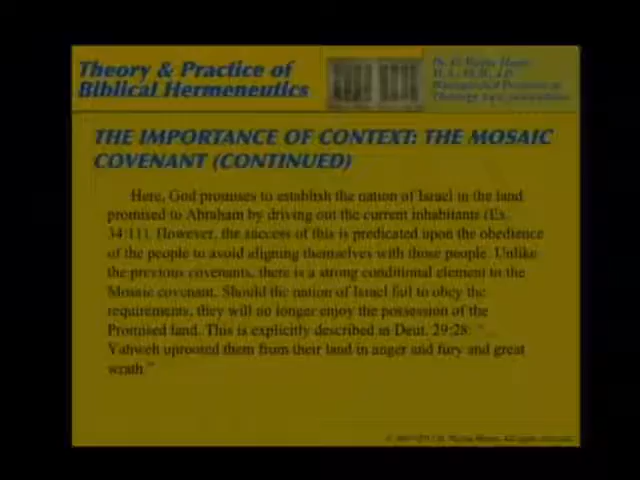 Theory & Practice of
Biblical Hermeneutics
THE IMPORTANCE OF CONTEXT: THE MOSAIC
COVENANT (CONTINUED)
Here, God promises to establish the nation of Israel in the land
promised to Abraham by driving out the current inhabitants (Ex.
34:11). However, the success of this is predicated upon the obedience
of the people to avoid aligning themselves with those people. Unlike
the previous covenants, there is a strong conditional element to the
Mosaic covenant. Should the nation of Israel fail to obey the
requirements, they will no longer enjoy the possession of the
Promised land. This is explicitly described in Deut. 29:28: "...
Yahweh uprooted them from their land in anger and fury and great
wrath."
All rights reserved